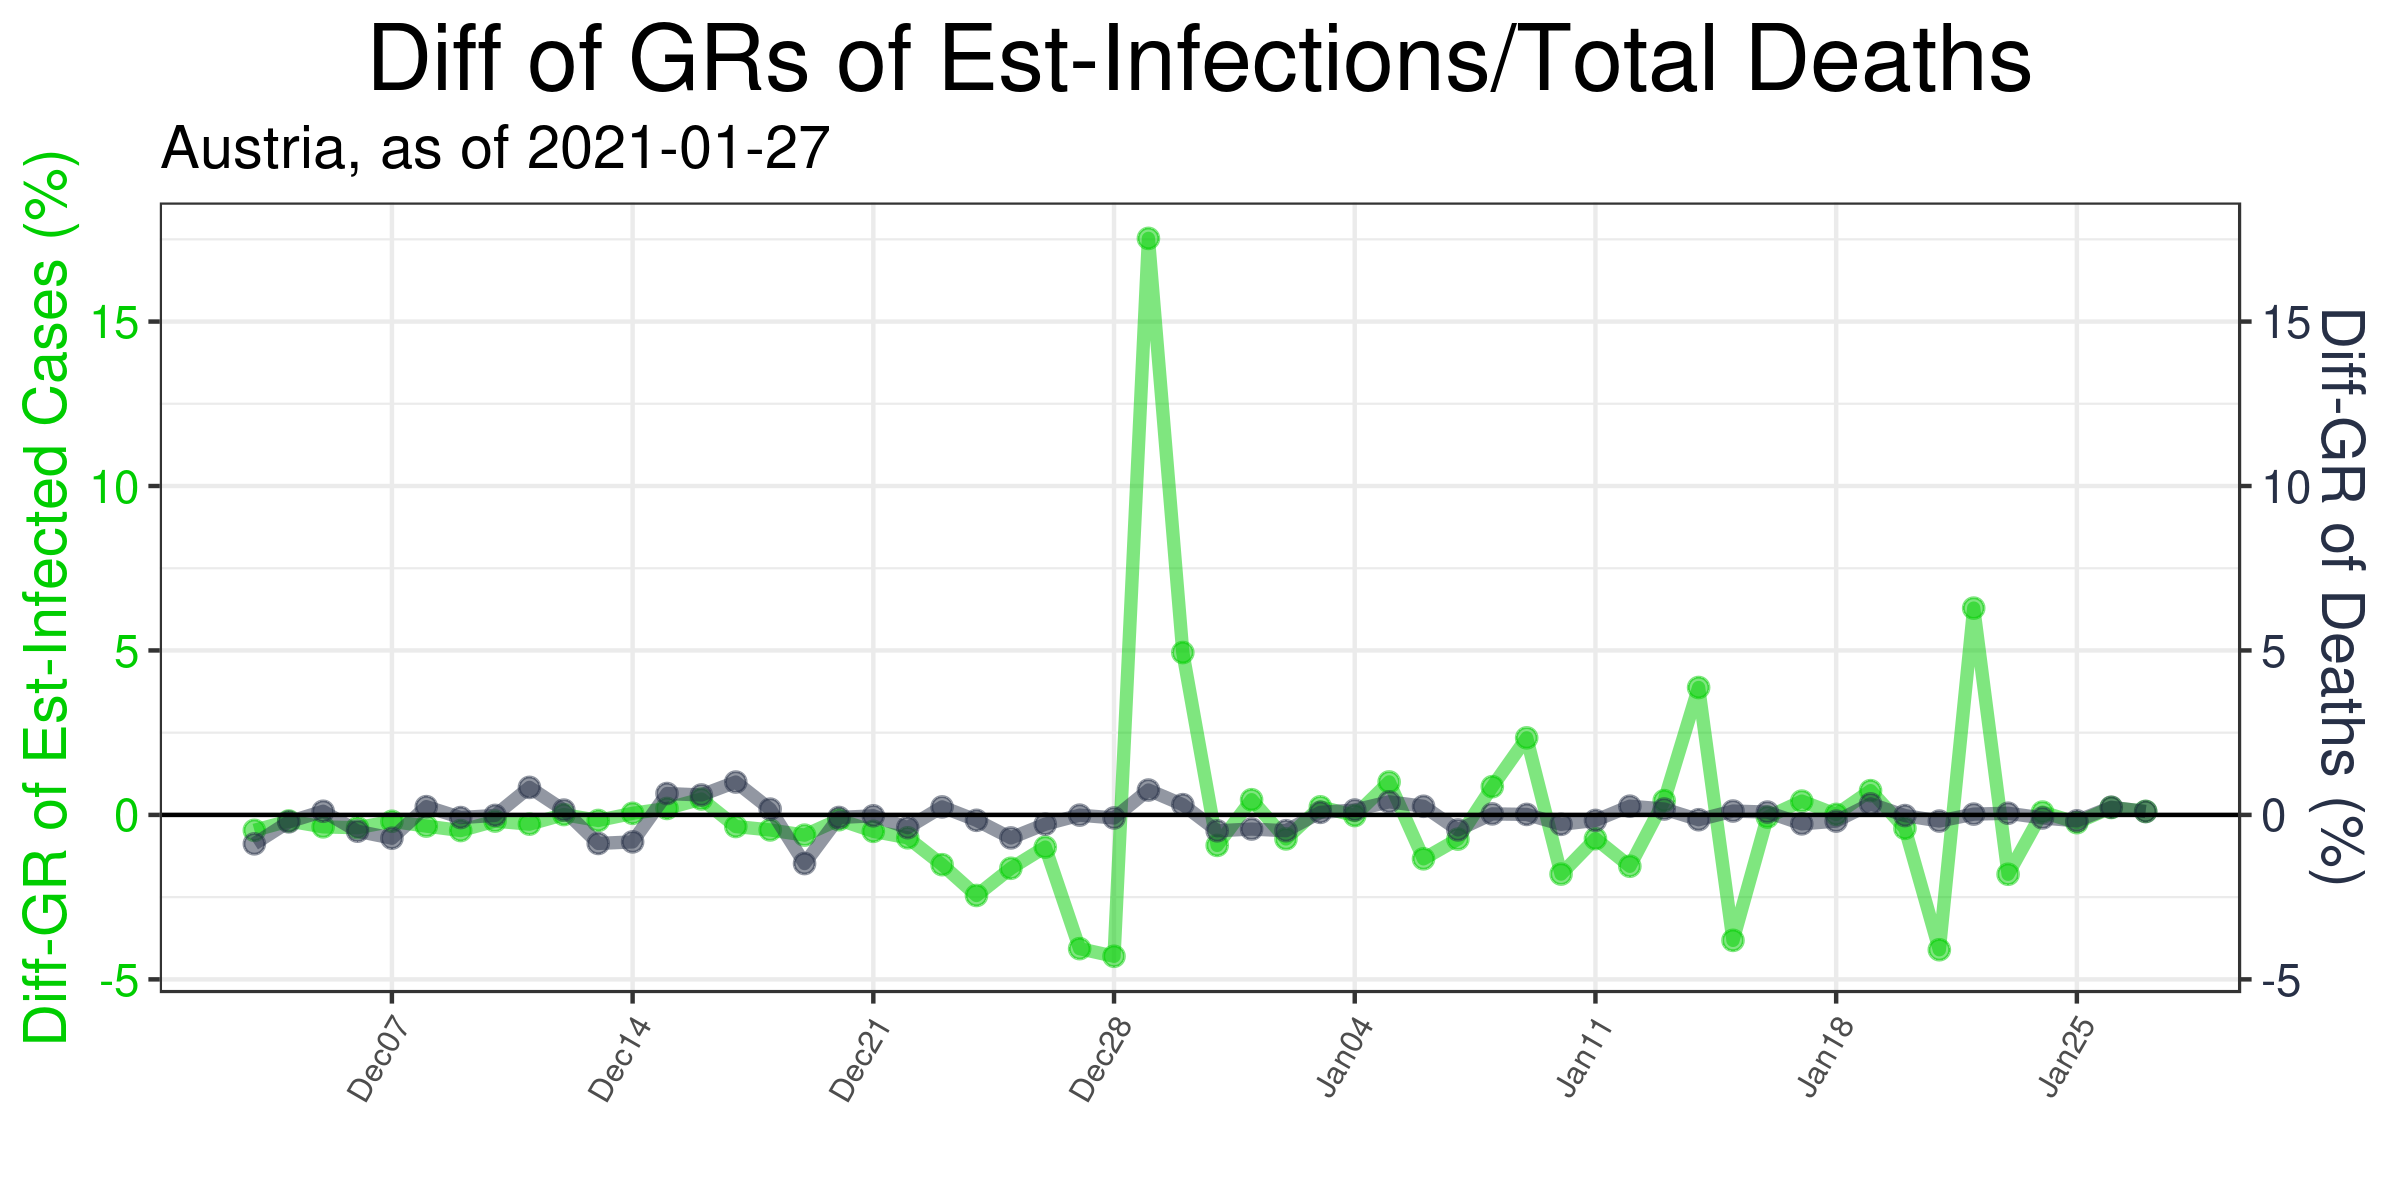 Diff of GRs of Est-Infections/Total Deaths
Austria, as of 2021-01-27
Diff-GR of Est-Infected Cases (%)
15
10
5
0
-5
15
10
5
0
-5
Diff-GR of Deaths (%)
Dec07
Dec14
Dec21
Dec28
Jan04
Jan11
Jan18
Jan25